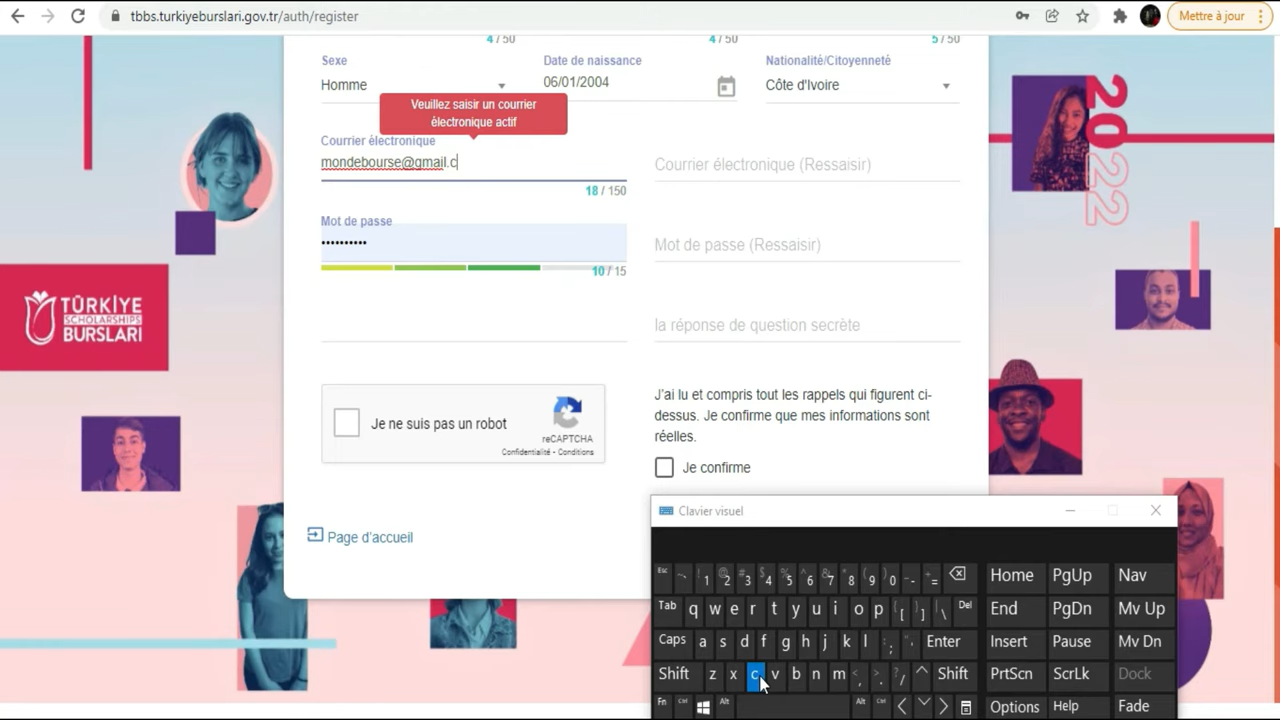 tbbs.turkiyeburslari.gov.tr/auth/register
Mettre à jour
4 / 50
4 / 50
5 / 50
Sexe
Date de naissance
Nationalité/Citoyenneté
Homme
06/01/2004
Côte d'Ivoire
Veuillez saisir un courrier
électronique actif
Courrier électronique
mondebourse@gmail.c
Courrier électronique (Ressaisir)
18 / 150
Mot de passe
••••••••••
Mot de passe (Ressaisir)
10 / 15
la réponse de question secrète
TÜRKİYE
SCHOLARSHIPS
BURSLARI
2022
Je ne suis pas un robot
reCAPTCHA
Confidentialité - Conditions
J'ai lu et compris tout les rappels qui figurent ci-
dessus. Je confirme que mes informations sont
réelles.
Je confirme
Page d'accueil
Clavier visuel
Esc ~ ` ! 1 @ 2 # 3 $ 4 % 5 ^ 6 & 7 * 8 ( 9 ) 0 _ - + = Home PgUp Nav
Tab q w e r t y u i o p { [ } ] | \ Del End PgDn Mv Up
Caps a s d f g h j k l : ; " ' Enter Insert Pause Mv Dn
Shift z x c v b n m < , > . ? / Shift PrtScn ScrLk Dock
Fn Ctrl Alt Alt Ctrl Options Help Fade